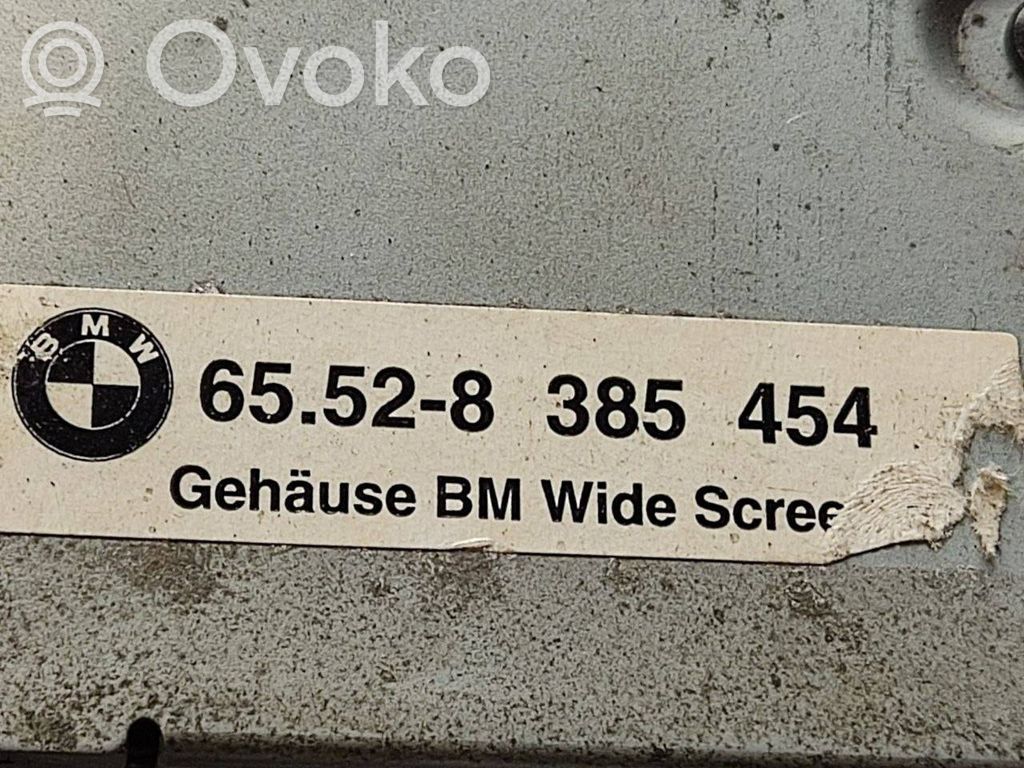 Ovoko
BMW
65.52-8 385 454
Gehäuse BM Wide Scree